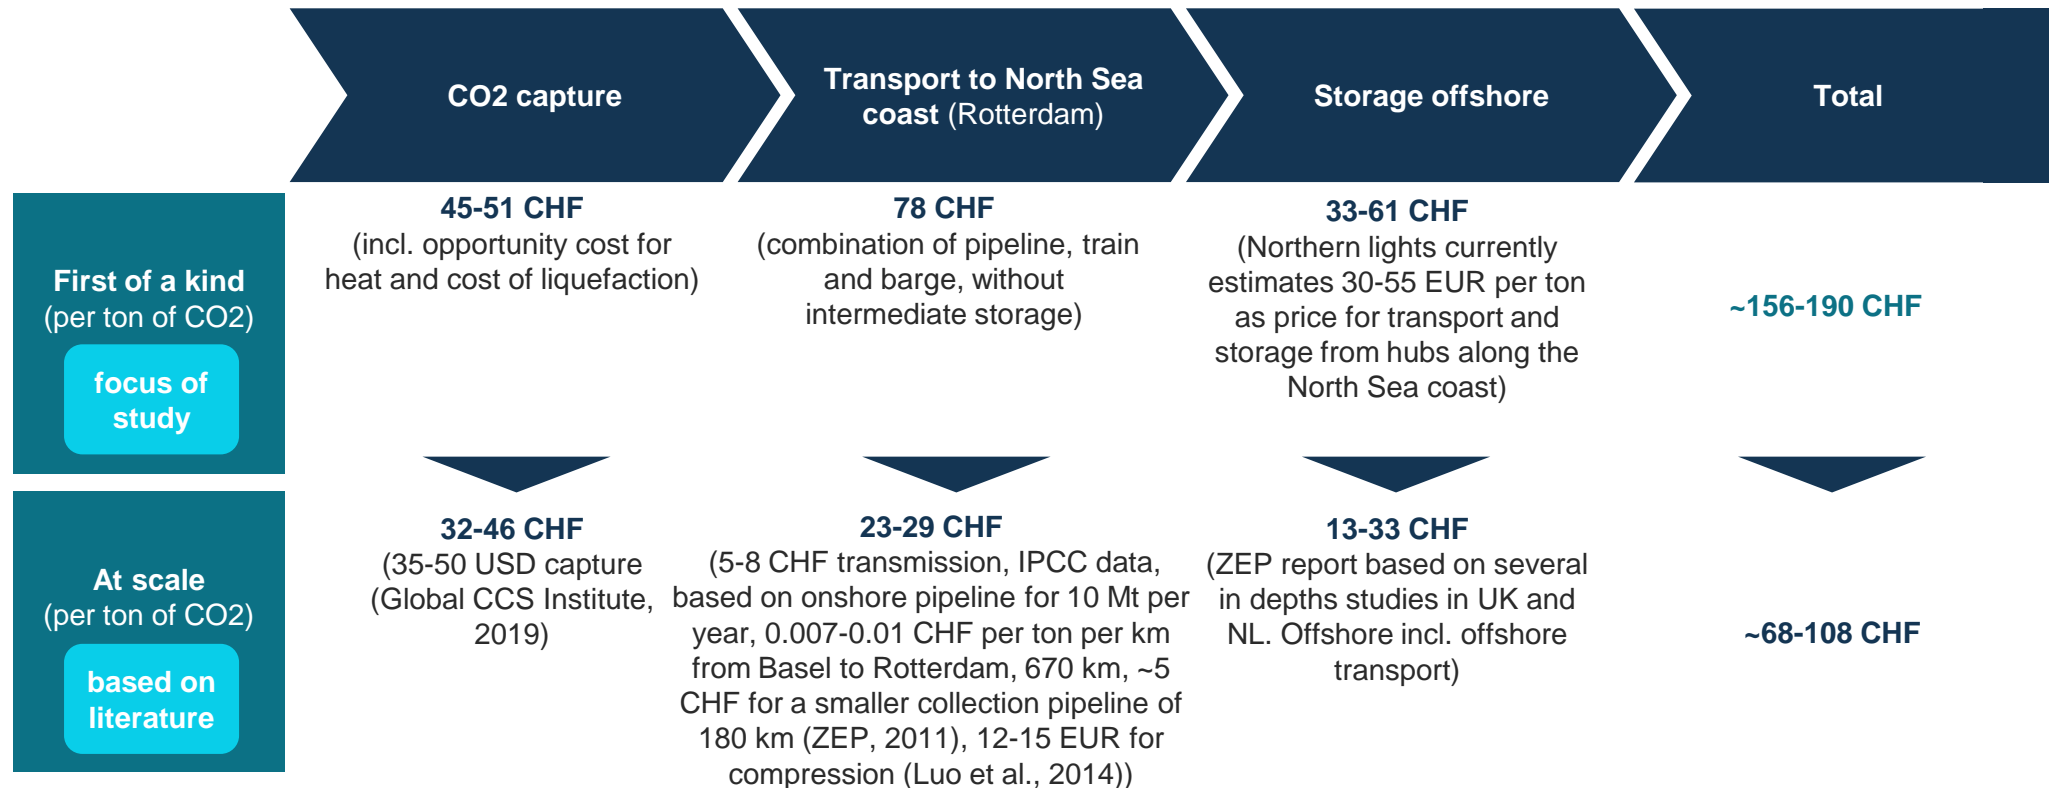 CO2 capture
Transport to North Sea
coast (Rotterdam)
Storage offshore
Total
First of a kind
(per ton of CO2)
focus of
study
45-51 CHF
(incl. opportunity cost for
heat and cost of liquefaction)
78 CHF
(combination of pipeline, train
and barge, without
intermediate storage)
33-61 CHF
(Northern lights currently
estimates 30-55 EUR per ton
as price for transport and
storage from hubs along the
North Sea coast)
~156-190 CHF
At scale
(per ton of CO2)
based on
literature
32-46 CHF
(35-50 USD capture
(Global CCS Institute,
2019)
23-29 CHF
(5-8 CHF transmission, IPCC data,
based on onshore pipeline for 10 Mt per
year, 0.007-0.01 CHF per ton per km
from Basel to Rotterdam, 670 km, ~5
CHF for a smaller collection pipeline of
180 km (ZEP, 2011), 12-15 EUR for
compression (Luo et al., 2014))
13-33 CHF
(ZEP report based on several
in depths studies in UK and
NL. Offshore incl. offshore
transport)
~68-108 CHF